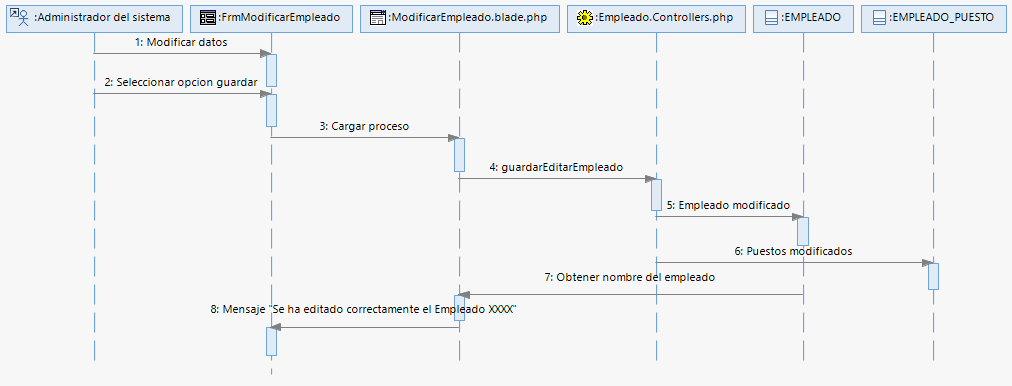 :Administrador del sistema
:FrmModificarEmpleado
:ModificarEmpleado.blade.php
:Empleado.Controllers.php
:EMPLEADO
:EMPLEADO_PUESTO
1: Modificar datos
2: Seleccionar opcion guardar
3: Cargar proceso
4: guardarEditarEmpleado
5: Empleado modificado
6: Puestos modificados
7: Obtener nombre del empleado
8: Mensaje "Se ha editado correctamente el Empleado XXXX"